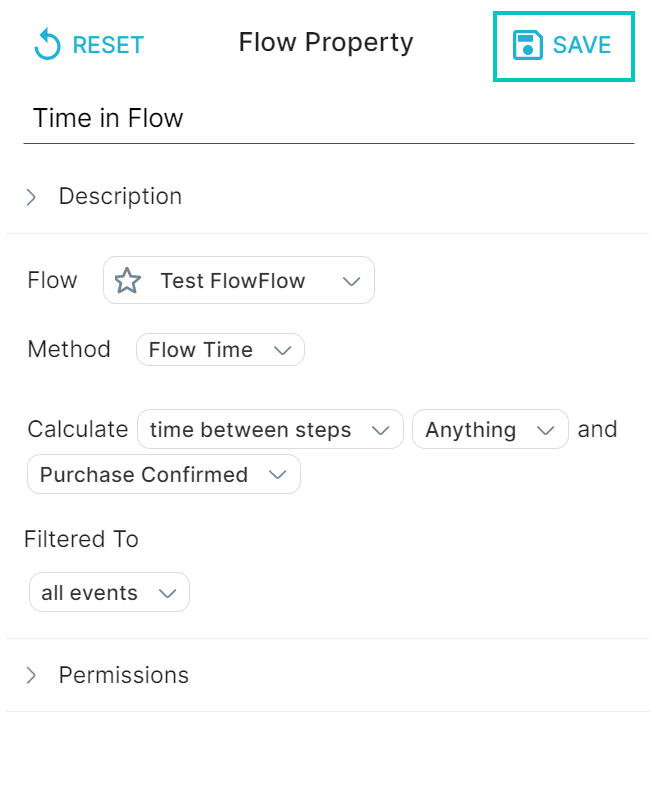 RESET Flow Property SAVE
Time in Flow
Description
Flow Test FlowFlow
Method Flow Time
Calculate time between steps Anything and
Purchase Confirmed
Filtered To
all events
Permissions